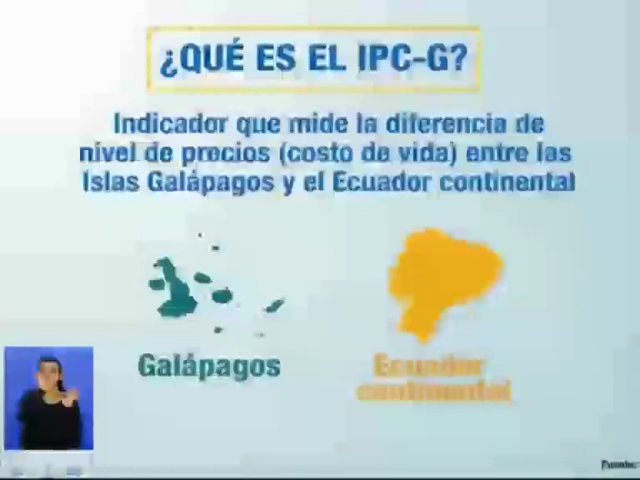 ¿QUÉ ES EL IPC-G?
Indicador que mide la diferencia de
nivel de precios (costo de vida) entre las
Islas Galápagos y el Ecuador continental
Galápagos
Ecuador
continental
Fuente: